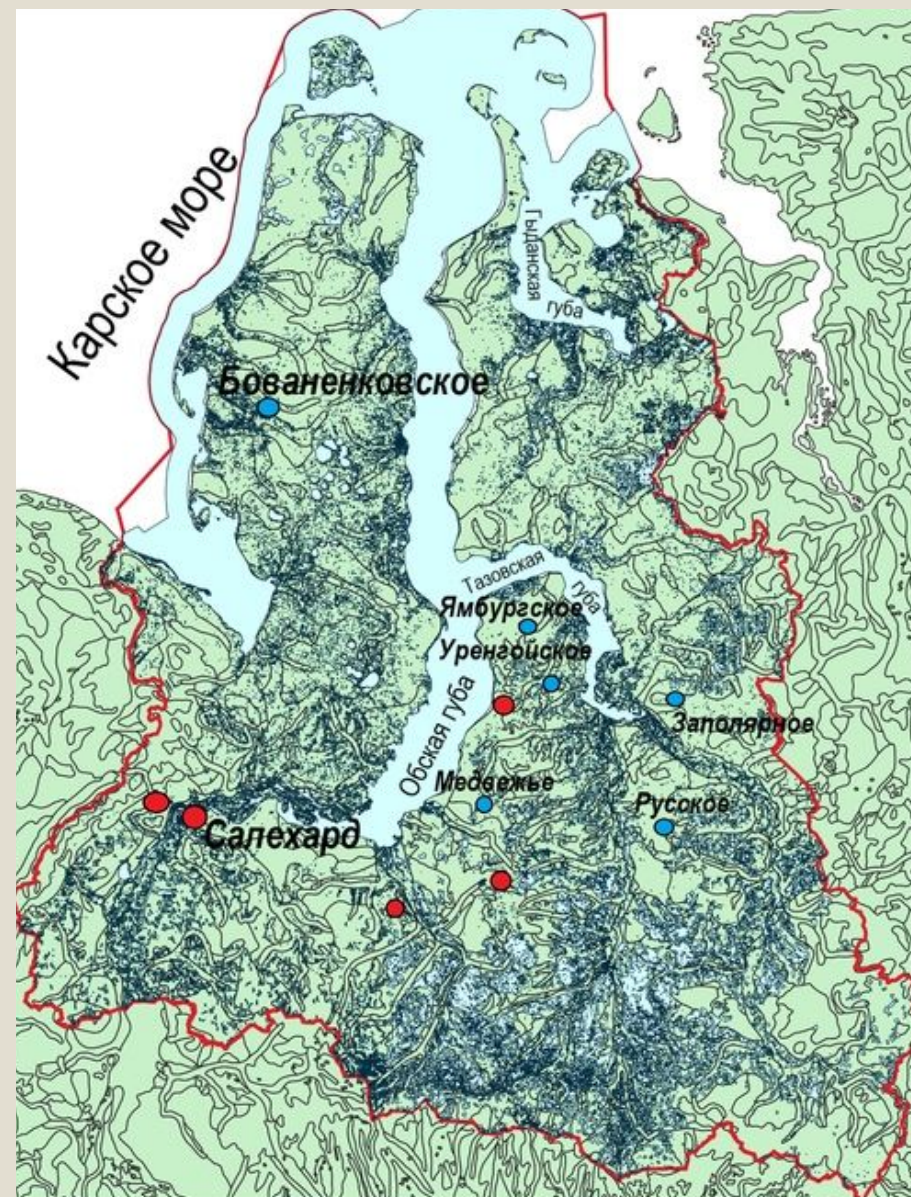 Карское море
Гыданская
губа
Бованенковское
Тазовская
губа
Ямбургское
Уренгойское
Обская губа
Заполярное
Медвежье
Русское
Салехард